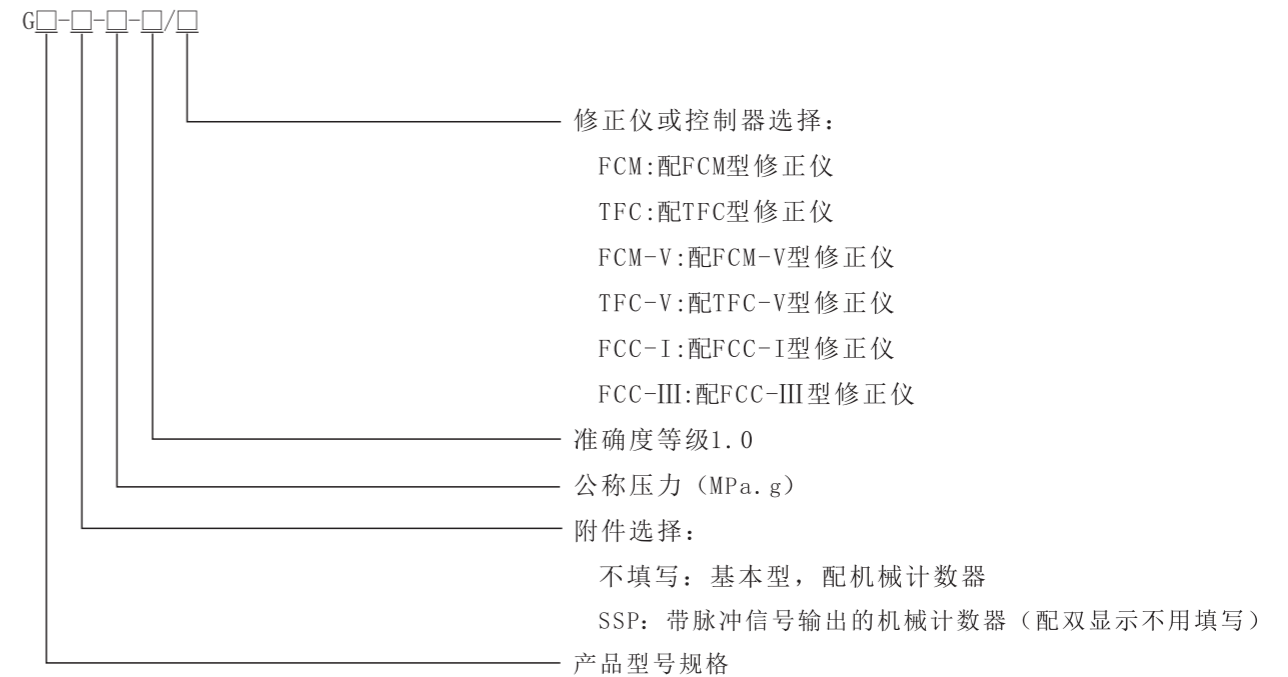 G□-□-□-□/□
修正仪或控制器选择：
FCM:配FCM型修正仪
TFC:配TFC型修正仪
FCM-V:配FCM-V型修正仪
TFC-V:配TFC-V型修正仪
FCC-I:配FCC-I型修正仪
FCC-Ⅲ:配FCC-Ⅲ型修正仪
准确度等级1.0
公称压力（MPa.g）
附件选择：
不填写：基本型，配机械计数器
SSP：带脉冲信号输出的机械计数器（配双显示不用填写）
产品型号规格